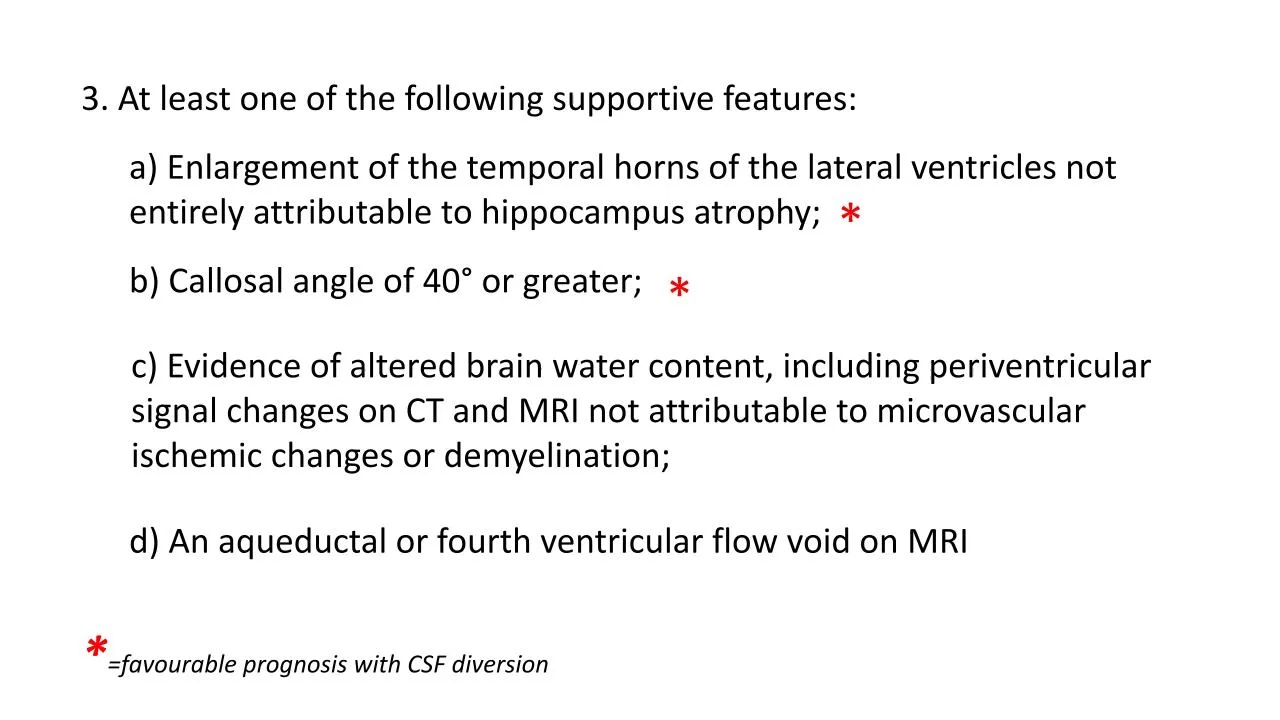 3. At least one of the following supportive features:
a) Enlargement of the temporal horns of the lateral ventricles not
entirely attributable to hippocampus atrophy; *
b) Callosal angle of 40° or greater; *
c) Evidence of altered brain water content, including periventricular
signal changes on CT and MRI not attributable to microvascular
ischemic changes or demyelination;
d) An aqueductal or fourth ventricular flow void on MRI
*=favourable prognosis with CSF diversion